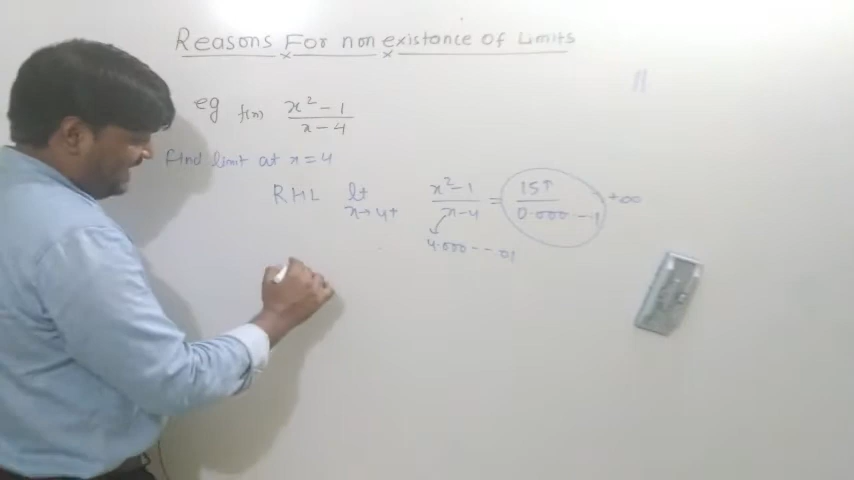 Reasons For non existance of Limits
eg f(x) x² - 1 / x - 4
Find limit at x = 4
RHL lt x→4+ x² - 1 / x - 4 = 15↑ / 0.000 -- 1 +∞
4.000 -- 01